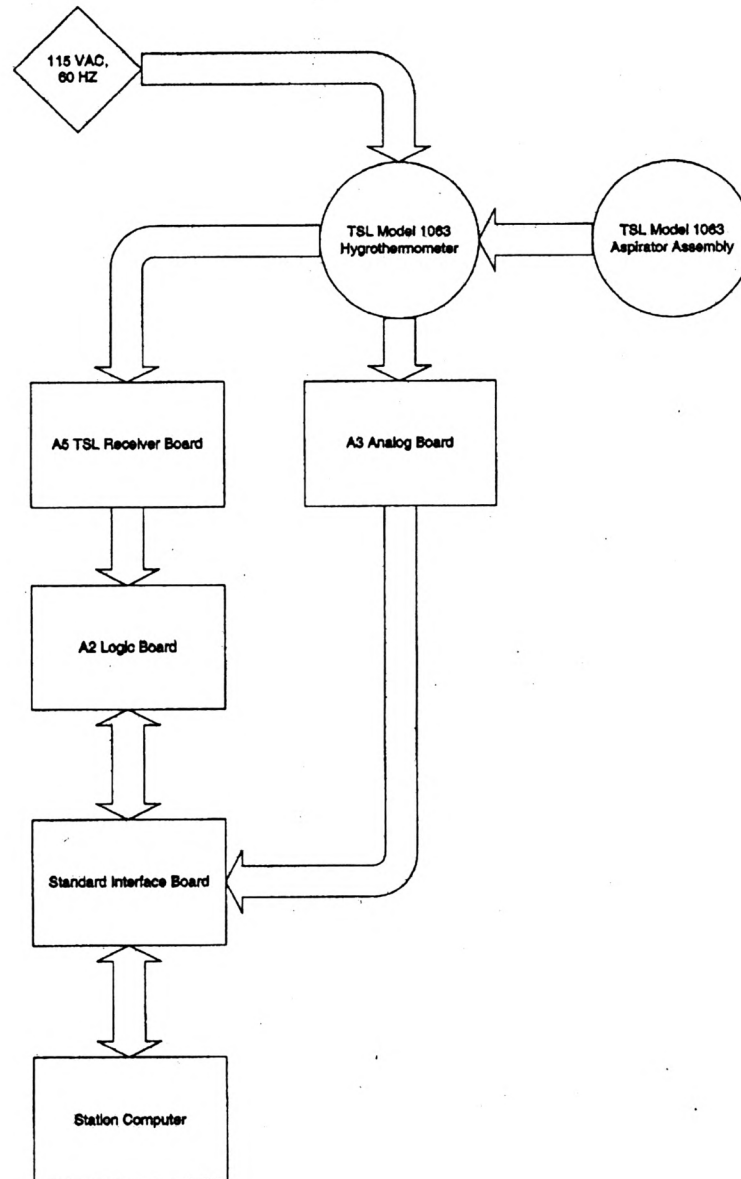 115 VAC,
60 HZ
TSL Model 1063
Hygrothermometer
TSL Model 1063
Aspirator Assembly
A5 TSL Receiver Board
A3 Analog Board
A2 Logic Board
Standard Interface Board
Station Computer